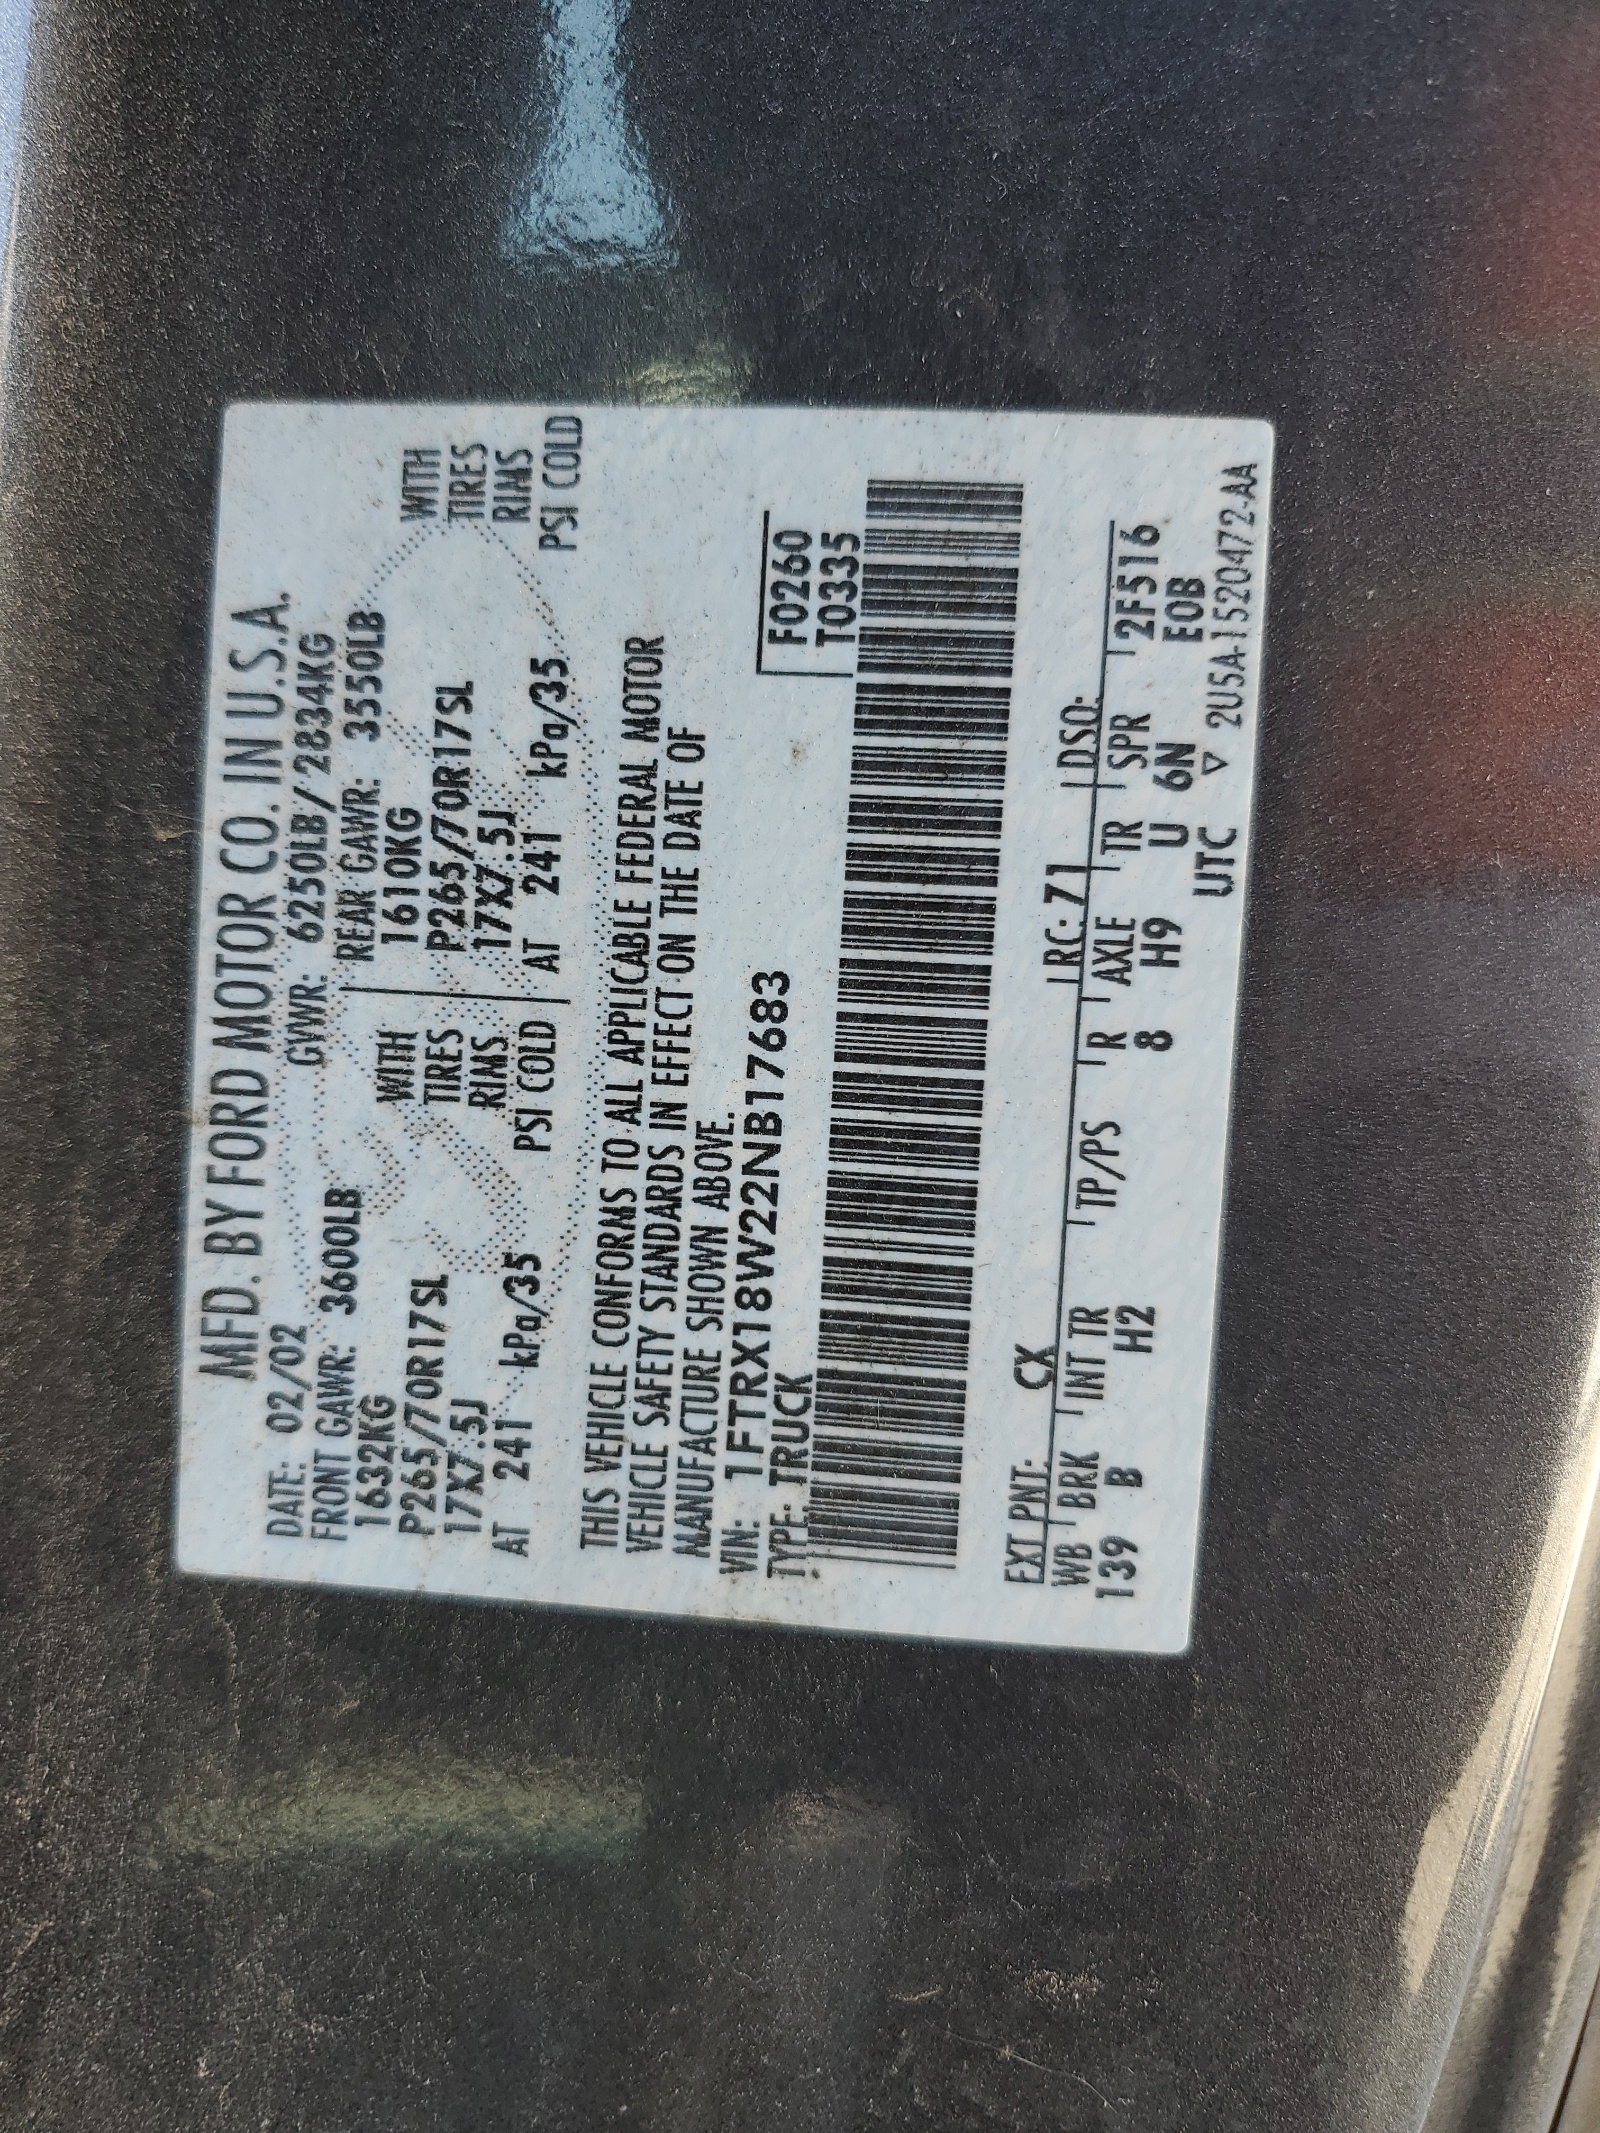 MFD. BY FORD MOTOR CO. IN U.S.A.
DATE: 02/02 GVWR: 6250LB/2834KG
FRONT GAWR: 3600LB REAR GAWR: 3550LB
1632KG WITH 1610KG WITH
P265/70R17SL TIRES P265/70R17SL TIRES
17X7.5J RIMS 17X7.5J RIMS
AT 241 kPa/35 PSI COLD AT 241 kPa/35 PSI COLD
THIS VEHICLE CONFORMS TO ALL APPLICABLE FEDERAL MOTOR
VEHICLE SAFETY STANDARDS IN EFFECT ON THE DATE OF
MANUFACTURE SHOWN ABOVE.
VIN: 1FTRX18W22NB17683 F0260
TYPE: TRUCK T0335
EXT PNT: CX RC: 71 DSO:
WB BRK INT TR TP/PS R AXLE TR SPR 2F516
139 B H2 8 H9 U 6N E0B
UTC ▽ 2U5A-1520472-AA